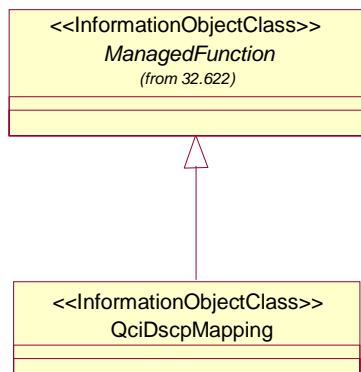 <<InformationObjectClass>>
ManagedFunction
(from 32.622)
<<InformationObjectClass>>
QciDscpMapping